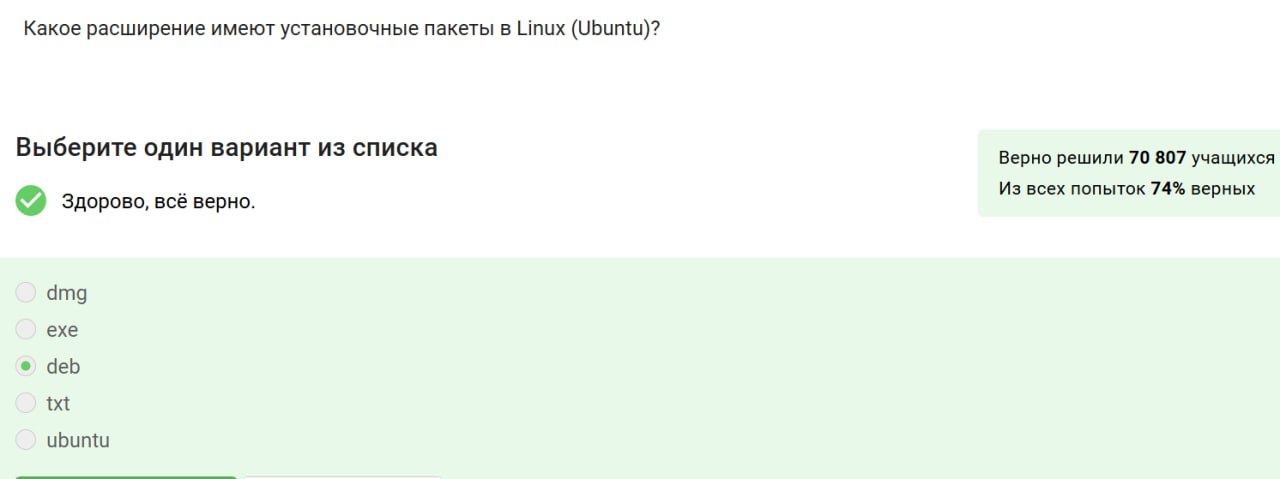 Какое расширение имеют установочные пакеты в Linux (Ubuntu)?
Выберите один вариант из списка
Верно решили 70 807 учащихся
Из всех попыток 74% верных
Здорово, всё верно.
dmg
exe
deb
txt
ubuntu